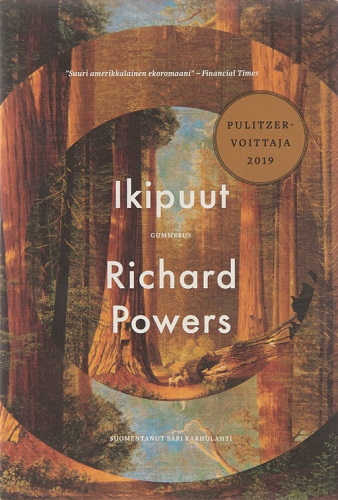 "Suuri amerikkalainen ekoromaani" – Financial Times
PULITZER-
VOITTAJA
2019
Ikipuut
GUMMERUS
Richard
Powers
SUOMENTANUT SARI KARHULAHTI